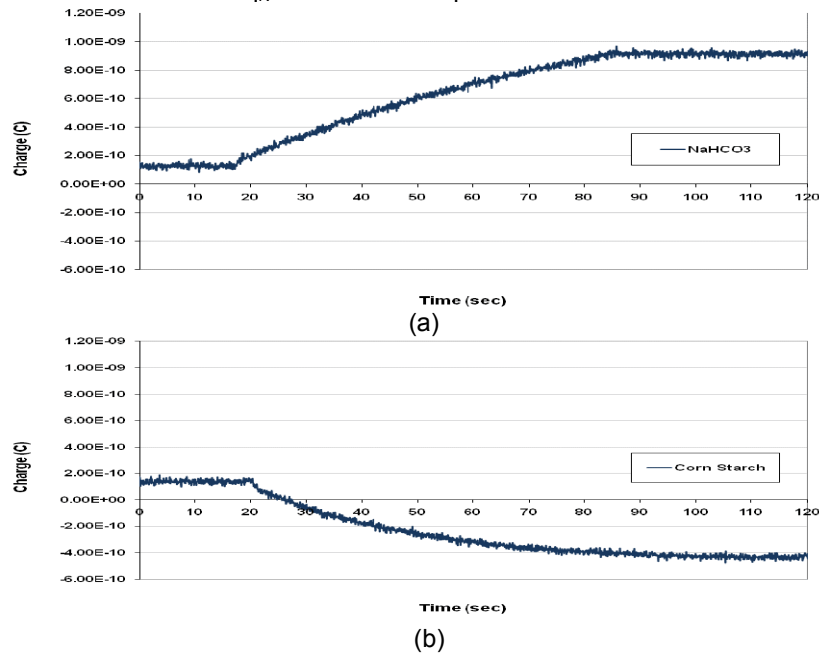 1.20E-09
1.00E-09
8.00E-10
6.00E-10
4.00E-10
2.00E-10
0.00E+00
-2.00E-10
-4.00E-10
-6.00E-10
Charge (C)
NaHCO3
0 10 20 30 40 50 60 70 80 90 100 110 120
Time (sec)
(a)
1.20E-09
1.00E-09
8.00E-10
6.00E-10
4.00E-10
2.00E-10
0.00E+00
-2.00E-10
-4.00E-10
-6.00E-10
Charge (C)
Corn Starch
0 10 20 30 40 50 60 70 80 90 100 110 120
Time (sec)
(b)